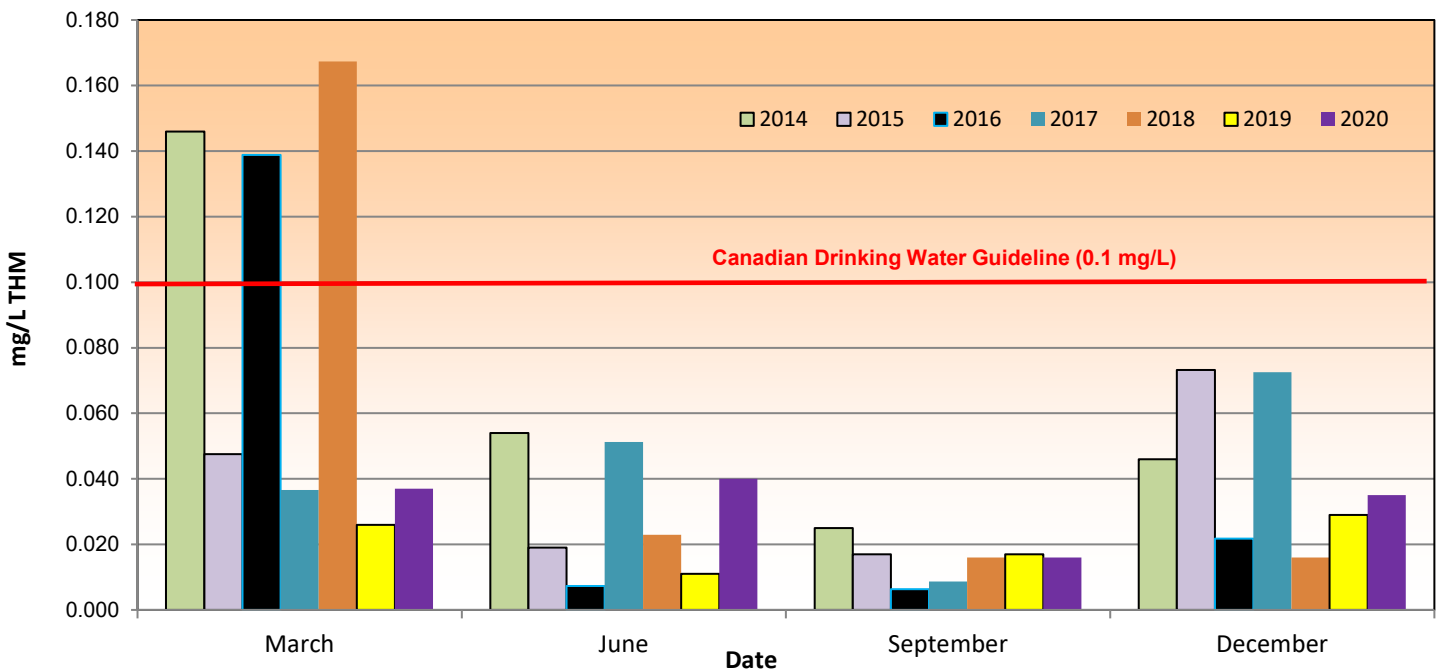 0.180
0.160
0.140
0.120
0.100
0.080
0.060
0.040
0.020
0.000
mg/L THM
2014 2015 2016 2017 2018 2019 2020
Canadian Drinking Water Guideline (0.1 mg/L)
March June September December
Date